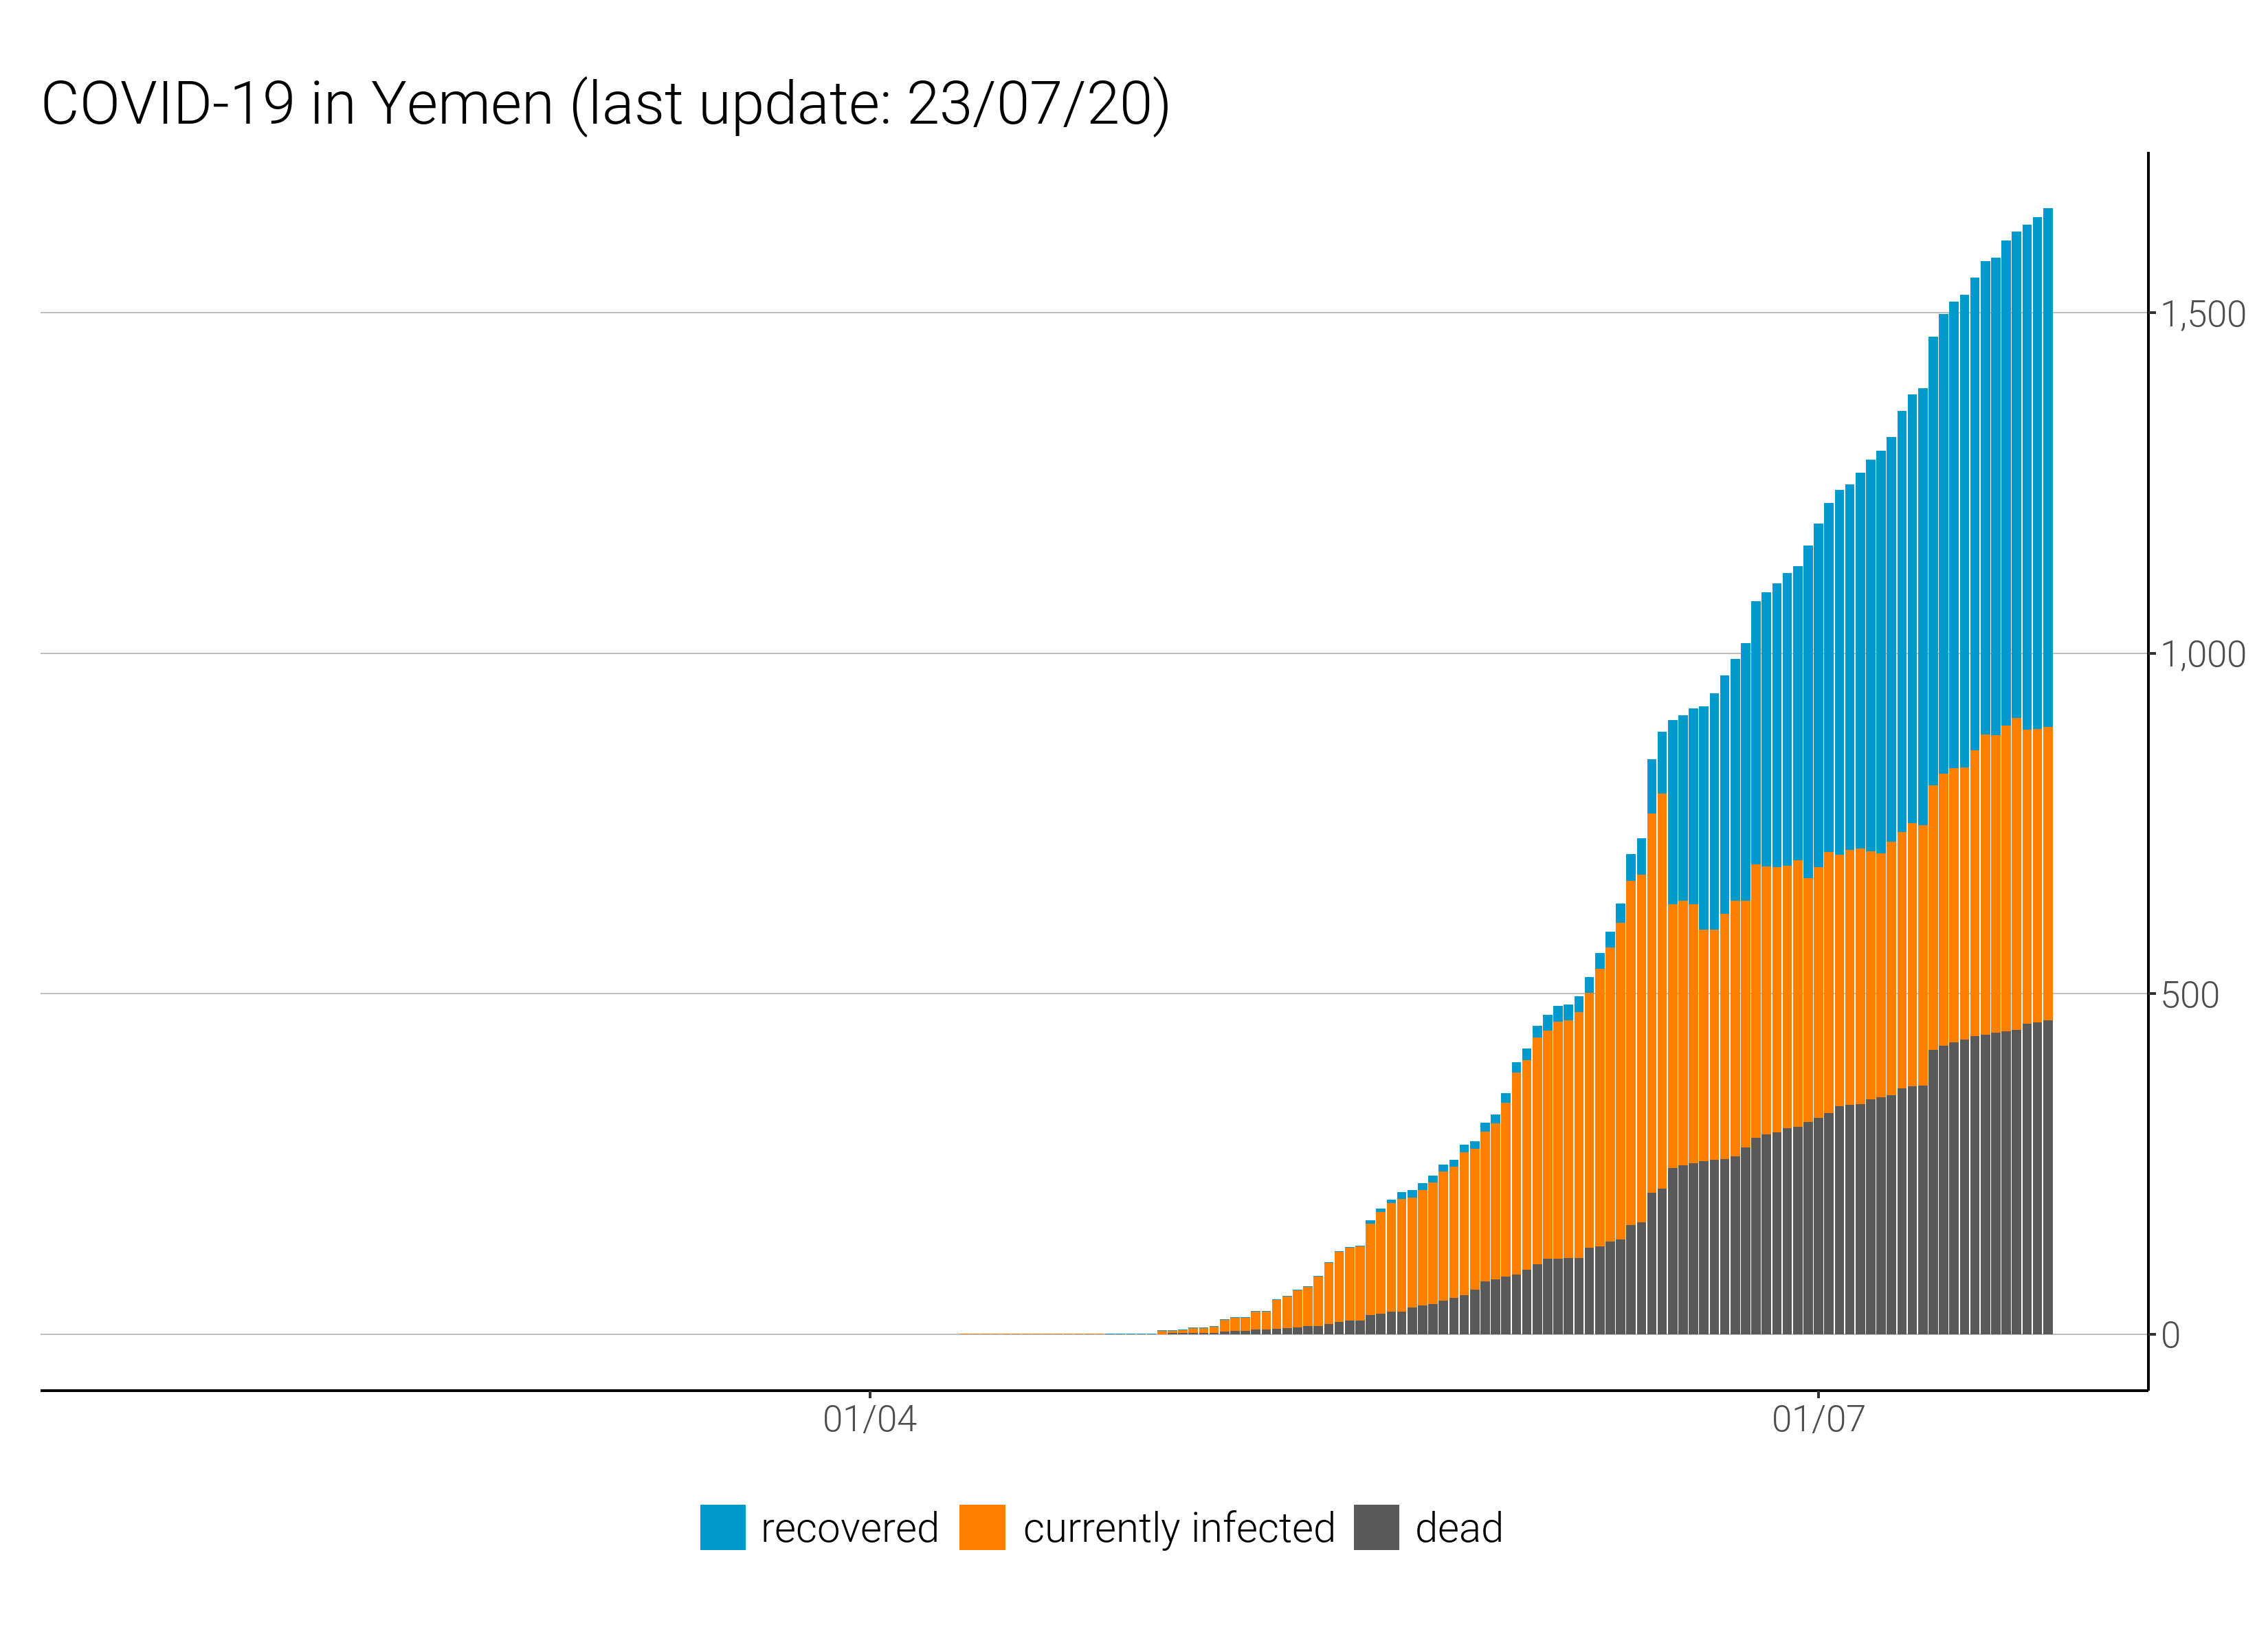 COVID-19 in Yemen (last update: 23/07/20)
1,500
1,000
500
0
01/04 01/07
recovered currently infected dead